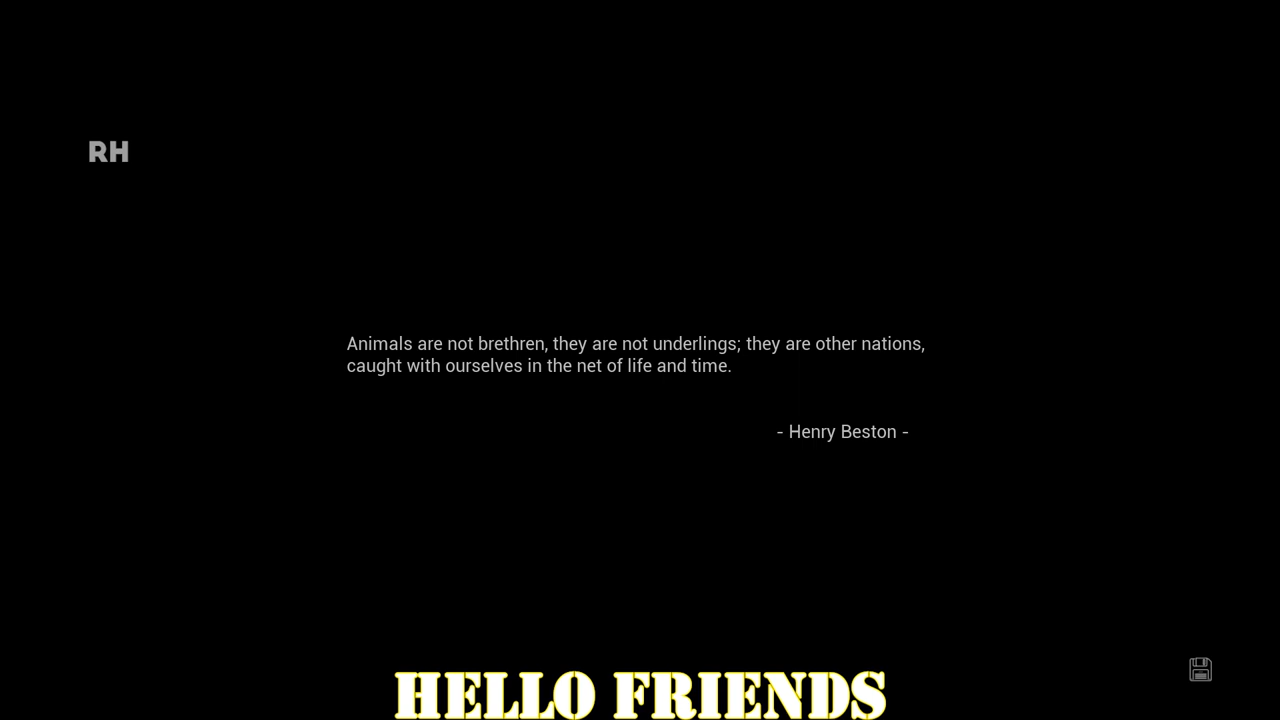 RH
Animals are not brethren, they are not underlings; they are other nations,
caught with ourselves in the net of life and time.
- Henry Beston -
HELLO FRIENDS